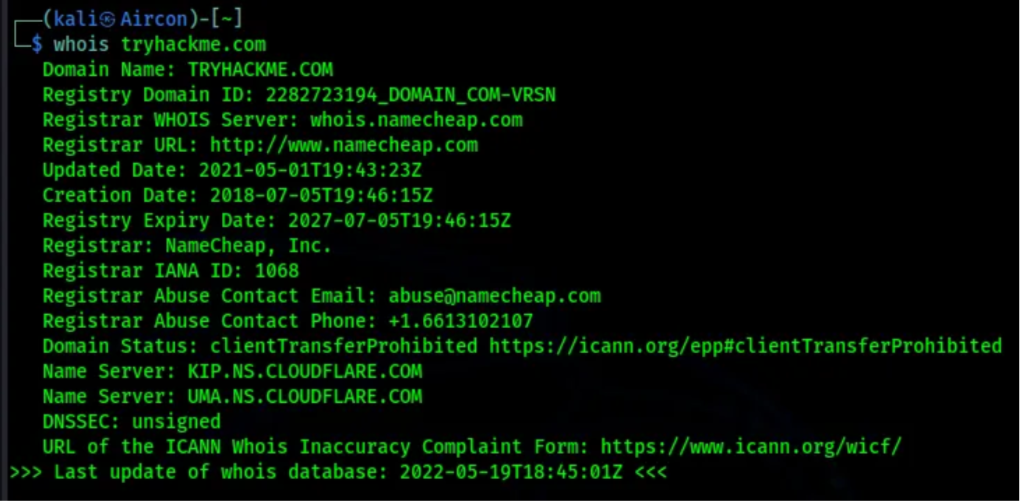 (kali㉿Aircon)-[~]
$ whois tryhackme.com
Domain Name: TRYHACKME.COM
Registry Domain ID: 2282723194_DOMAIN_COM-VRSN
Registrar WHOIS Server: whois.namecheap.com
Registrar URL: http://www.namecheap.com
Updated Date: 2021-05-01T19:43:23Z
Creation Date: 2018-07-05T19:46:15Z
Registry Expiry Date: 2027-07-05T19:46:15Z
Registrar: NameCheap, Inc.
Registrar IANA ID: 1068
Registrar Abuse Contact Email: abuse@namecheap.com
Registrar Abuse Contact Phone: +1.6613102107
Domain Status: clientTransferProhibited https://icann.org/epp#clientTransferProhibited
Name Server: KIP.NS.CLOUDFLARE.COM
Name Server: UMA.NS.CLOUDFLARE.COM
DNSSEC: unsigned
URL of the ICANN Whois Inaccuracy Complaint Form: https://www.icann.org/wicf/
>>> Last update of whois database: 2022-05-19T18:45:01Z <<<